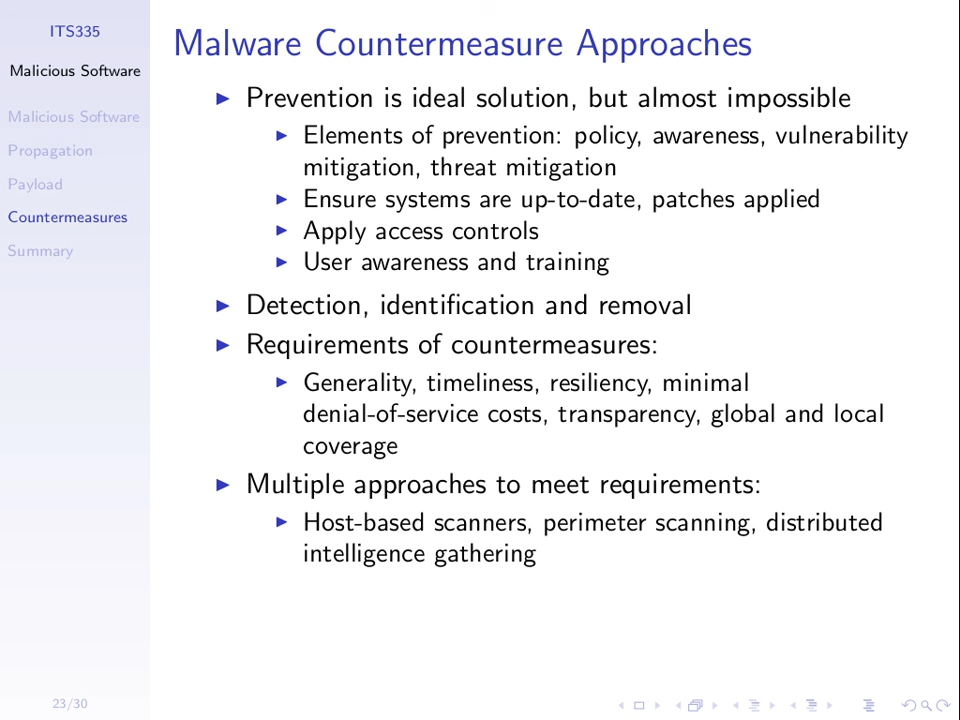 ITS335
Malicious Software
Malicious Software
Propagation
Payload
Countermeasures
Summary
23/30
Malware Countermeasure Approaches
Prevention is ideal solution, but almost impossible
Elements of prevention: policy, awareness, vulnerability
mitigation, threat mitigation
Ensure systems are up-to-date, patches applied
Apply access controls
User awareness and training
Detection, identification and removal
Requirements of countermeasures:
Generality, timeliness, resiliency, minimal
denial-of-service costs, transparency, global and local
coverage
Multiple approaches to meet requirements:
Host-based scanners, perimeter scanning, distributed
intelligence gathering